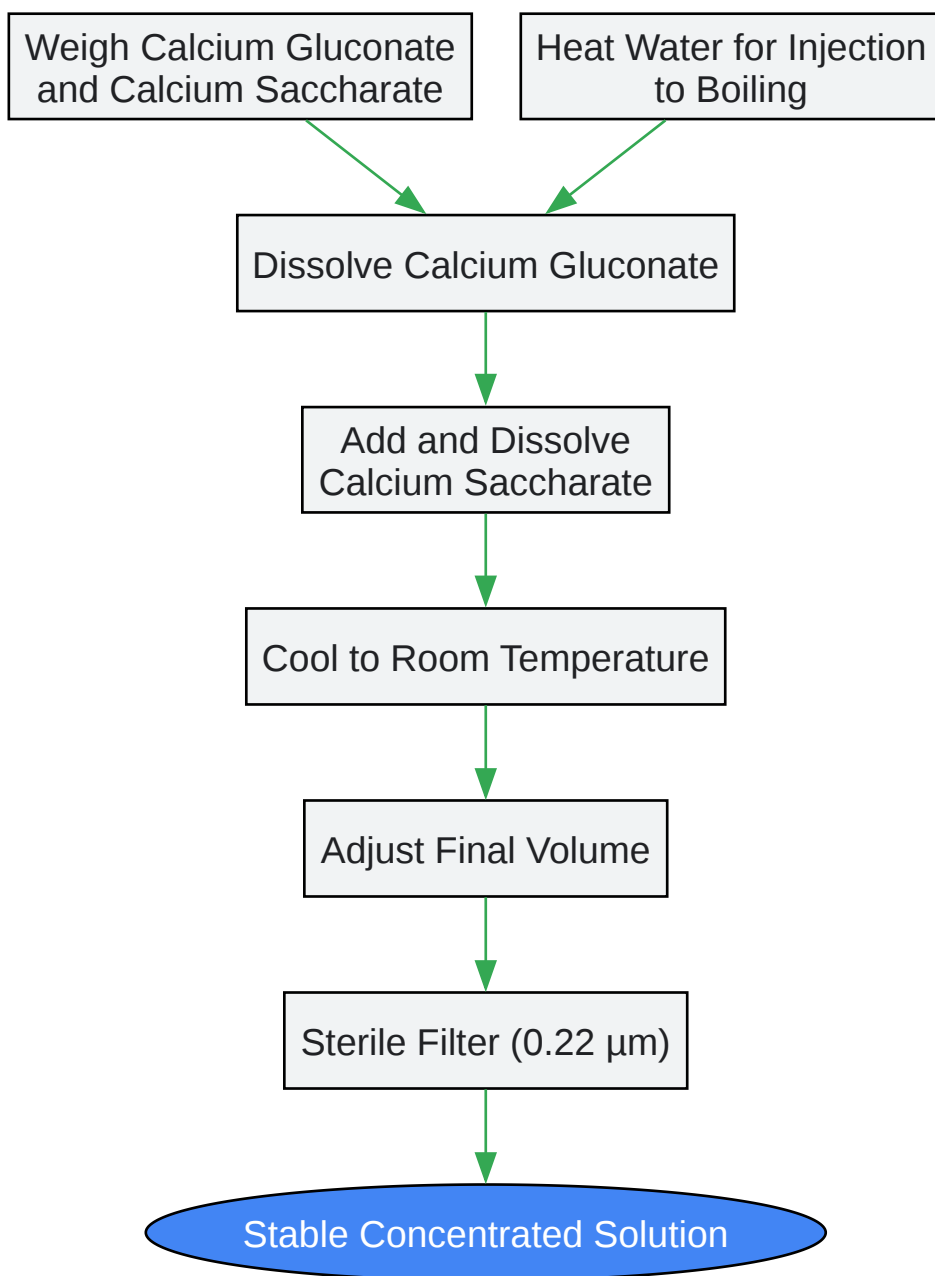 Weigh Calcium Gluconate
and Calcium Saccharate
Heat Water for Injection
to Boiling
Dissolve Calcium Gluconate
Add and Dissolve
Calcium Saccharate
Cool to Room Temperature
Adjust Final Volume
Sterile Filter (0.22 µm)
Stable Concentrated Solution